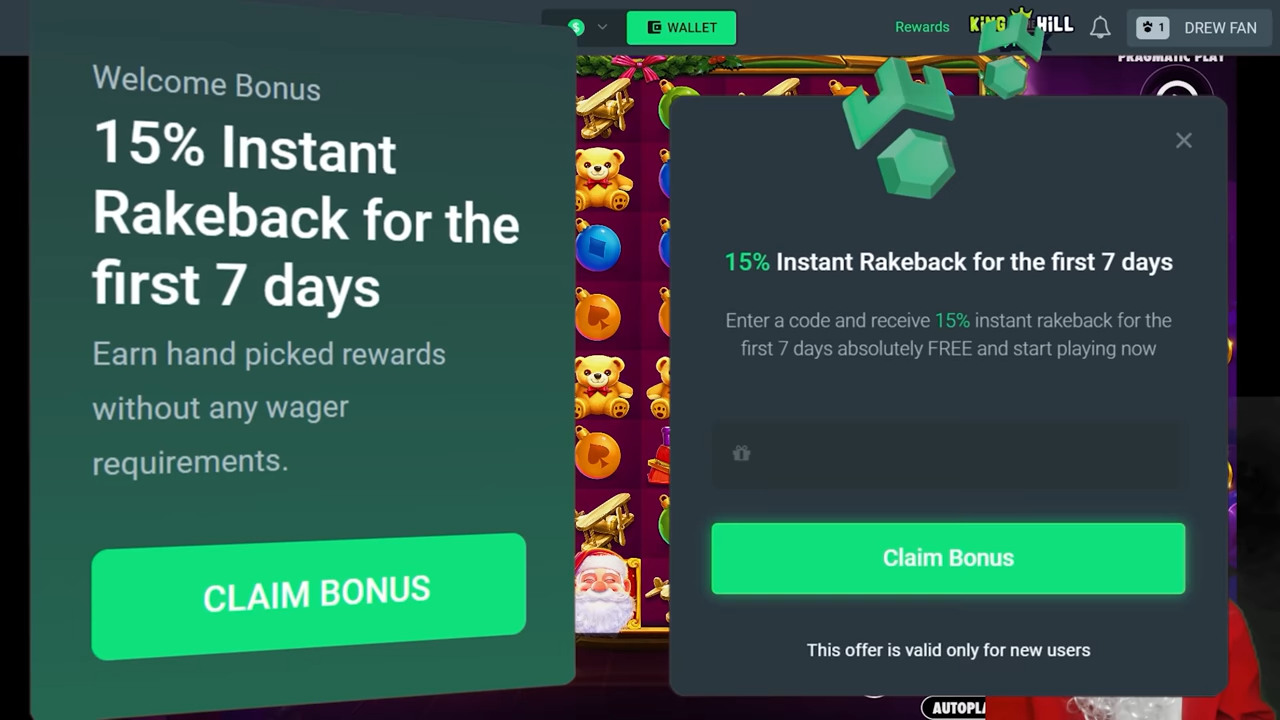 WALLET
Rewards
KING HILL
1
DREW FAN
PRAGMATIC PLAY
Welcome Bonus
15% Instant
Rakeback for the
first 7 days
Earn hand picked rewards
without any wager
requirements.
CLAIM BONUS
15% Instant Rakeback for the first 7 days
Enter a code and receive 15% instant rakeback for the
first 7 days absolutely FREE and start playing now
Claim Bonus
This offer is valid only for new users